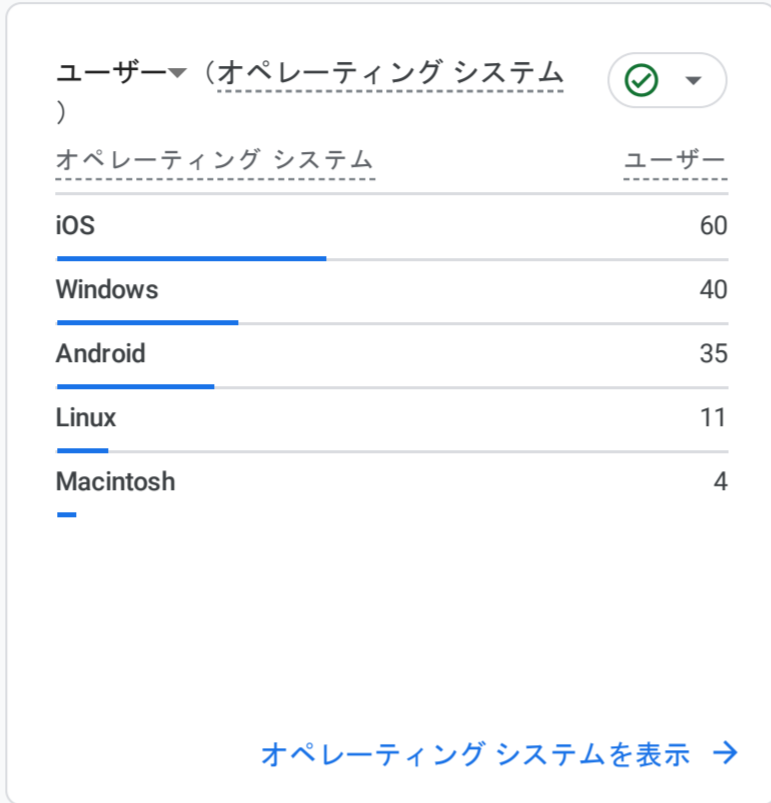 ユーザー（オペレーティング システム
）
オペレーティング システム ユーザー
iOS 60
Windows 40
Android 35
Linux 11
Macintosh 4
オペレーティング システムを表示 →